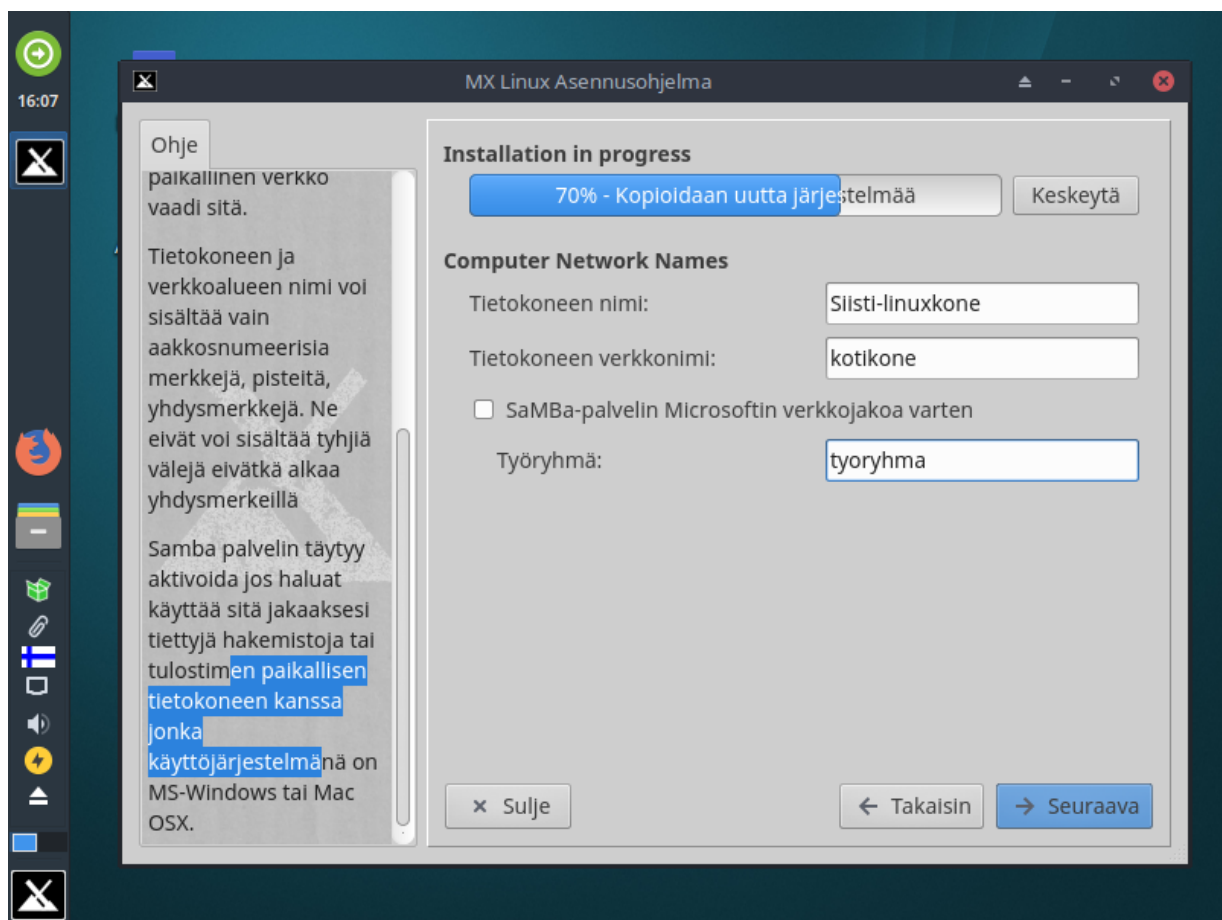 MX Linux Asennusohjelma
16:07
Ohje
paikallinen verkko
vaadi sitä.
Tietokoneen ja
verkkoalueen nimi voi
sisältää vain
aakkosnumeerisia
merkkejä, pisteitä,
yhdysmerkkejä. Ne
eivät voi sisältää tyhjiä
välejä eivätkä alkaa
yhdysmerkeillä
Samba palvelin täytyy
aktivoida jos haluat
käyttää sitä jakaaksesi
tiettyjä hakemistoja tai
tulostimen paikallisen
tietokoneen kanssa
jonka
käyttöjärjestelmänä on
MS-Windows tai Mac
OSX.
Installation in progress
70% - Kopioidaan uutta järjestelmää
Keskeytä
Computer Network Names
Tietokoneen nimi: Siisti-linuxkone
Tietokoneen verkkonimi: kotikone
SaMBa-palvelin Microsoftin verkkojakoa varten
Työryhmä: tyoryhma
Sulje
Takaisin
Seuraava